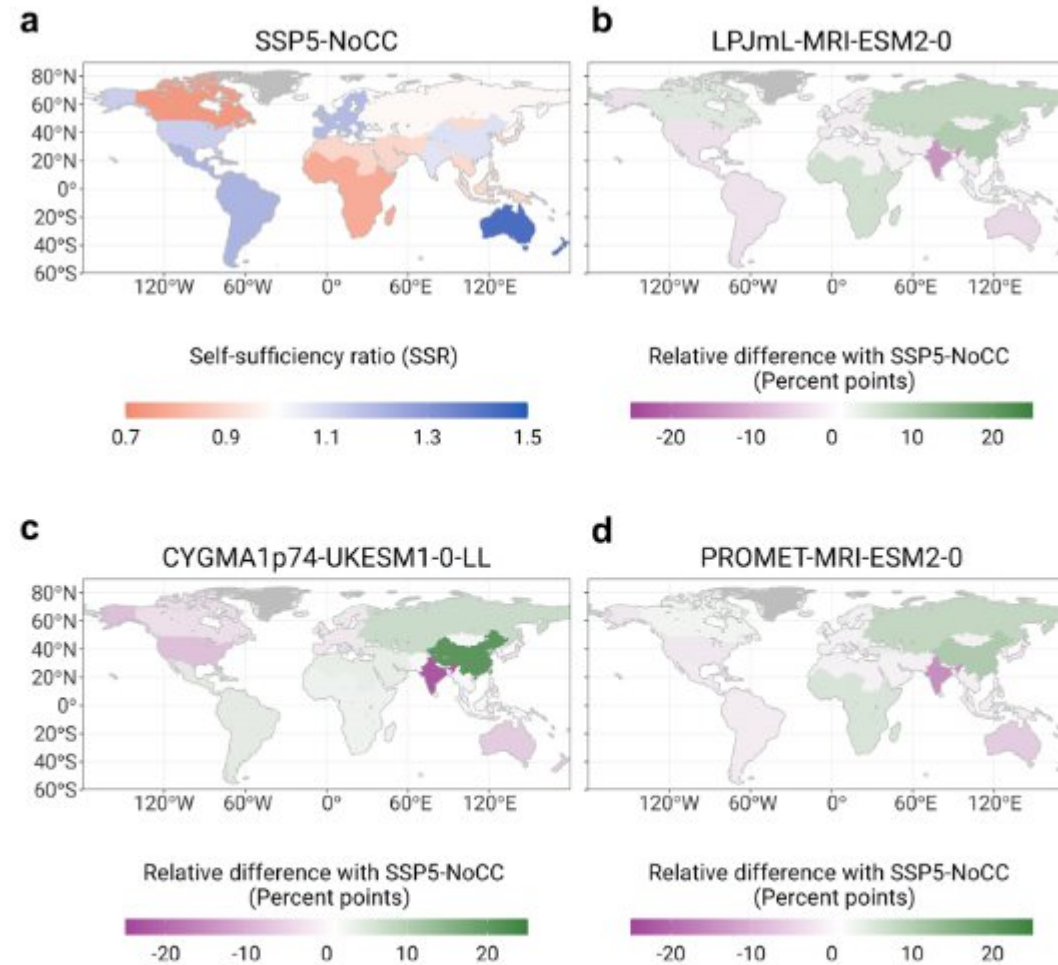 a
SSP5-NoCC
80°N
60°N
40°N
20°N
0°
20°S
40°S
60°S
120°W 60°W 0° 60°E 120°E
Self-sufficiency ratio (SSR)
0.7 0.9 1.1 1.3 1.5
b
LPJmL-MRI-ESM2-0
120°W 60°W 0° 60°E 120°E
Relative difference with SSP5-NoCC
(Percent points)
-20 -10 0 10 20
c
CYGMA1p74-UKESM1-0-LL
80°N
60°N
40°N
20°N
0°
20°S
40°S
60°S
120°W 60°W 0° 60°E 120°E
Relative difference with SSP5-NoCC
(Percent points)
-20 -10 0 10 20
d
PROMET-MRI-ESM2-0
120°W 60°W 0° 60°E 120°E
Relative difference with SSP5-NoCC
(Percent points)
-20 -10 0 10 20